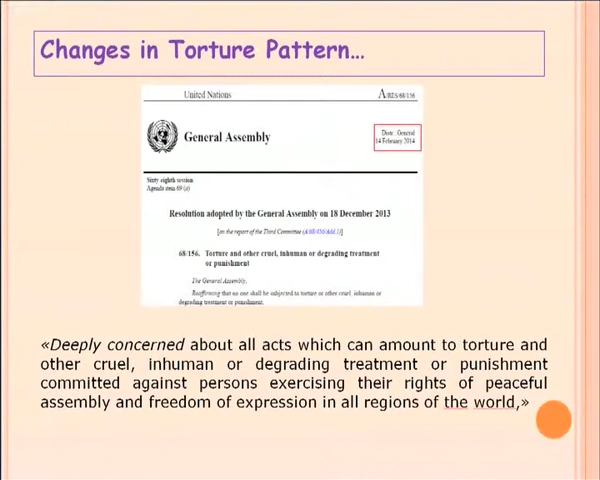 Changes in Torture Pattern…
United Nations
A/RES/68/156
General Assembly
Distr.: General
14 February 2014
Sixty-eighth session
Agenda item 69 (a)
Resolution adopted by the General Assembly on 18 December 2013
[on the report of the Third Committee (A/68/456/Add.1)]
68/156. Torture and other cruel, inhuman or degrading treatment
or punishment
The General Assembly,
Reaffirming that no one shall be subjected to torture or other cruel, inhuman or
degrading treatment or punishment,
«Deeply concerned about all acts which can amount to torture and
other cruel, inhuman or degrading treatment or punishment
committed against persons exercising their rights of peaceful
assembly and freedom of expression in all regions of the world,»